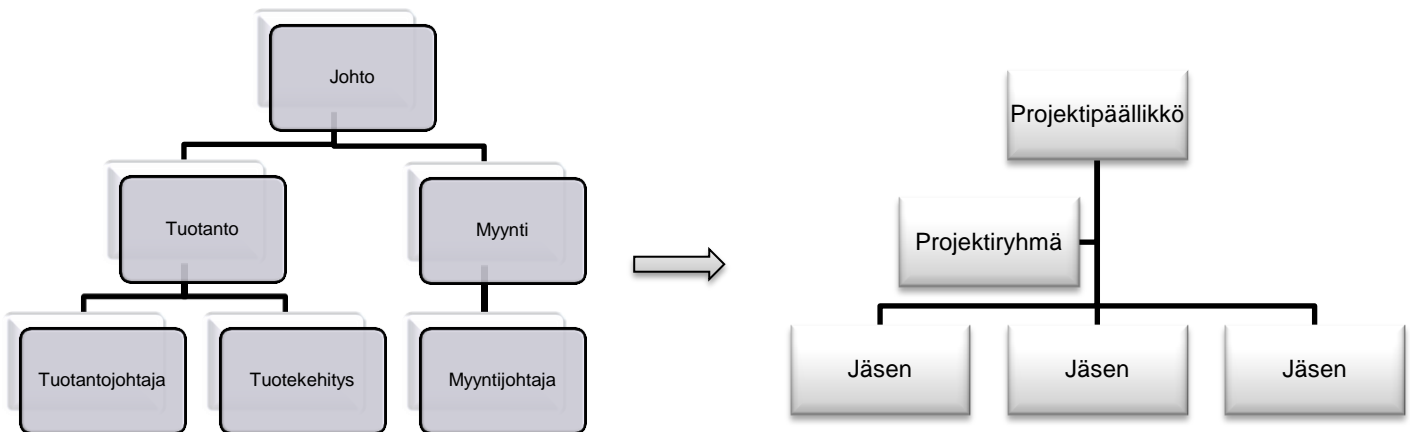 Johto
Tuotanto
Myynti
Tuotantojohtaja
Tuotekehitys
Myyntijohtaja
Projektipäällikkö
Projektiryhmä
Jäsen
Jäsen
Jäsen